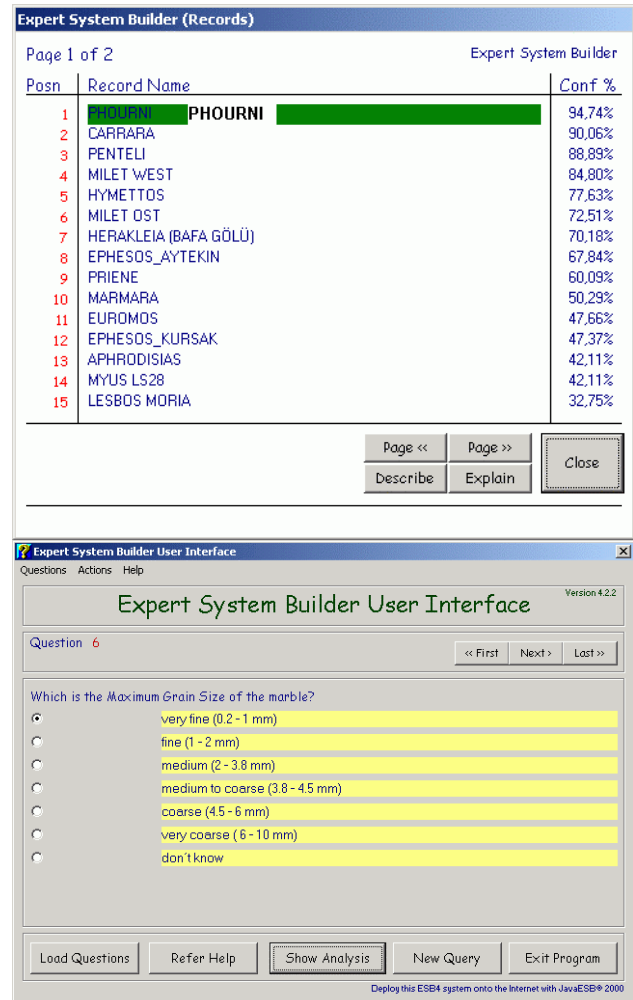 Expert System Builder (Records)
Page 1 of 2 Expert System Builder
Posn Record Name Conf %
1 PHOURNI PHOURNI 94,74%
2 CARRARA 90,06%
3 PENTELI 88,89%
4 MILET WEST 84,80%
5 HYMETTOS 77,63%
6 MILET OST 72,51%
7 HERAKLEIA (BAFA GÖLÜ) 70,18%
8 EPHESOS_AYTEKIN 67,84%
9 PRIENE 60,09%
10 MARMARA 50,29%
11 EUROMOS 47,66%
12 EPHESOS_KURSAK 47,37%
13 APHRODISIAS 42,11%
14 MYUS LS28 42,11%
15 LESBOS MORIA 32,75%
Page << Page >> Close
Describe Explain
Expert System Builder User Interface
Questions Actions Help
Expert System Builder User Interface Version 4.2.2
Question 6 << First Next > Last >>
Which is the Maximum Grain Size of the marble?
very fine (0.2 - 1 mm)
fine (1 - 2 mm)
medium (2 - 3.8 mm)
medium to coarse (3.8 - 4.5 mm)
coarse (4.5 - 6 mm)
very coarse ( 6 - 10 mm)
don´t know
Load Questions Refer Help Show Analysis New Query Exit Program
Deploy this ESB4 system onto the Internet with JavaESB® 2000